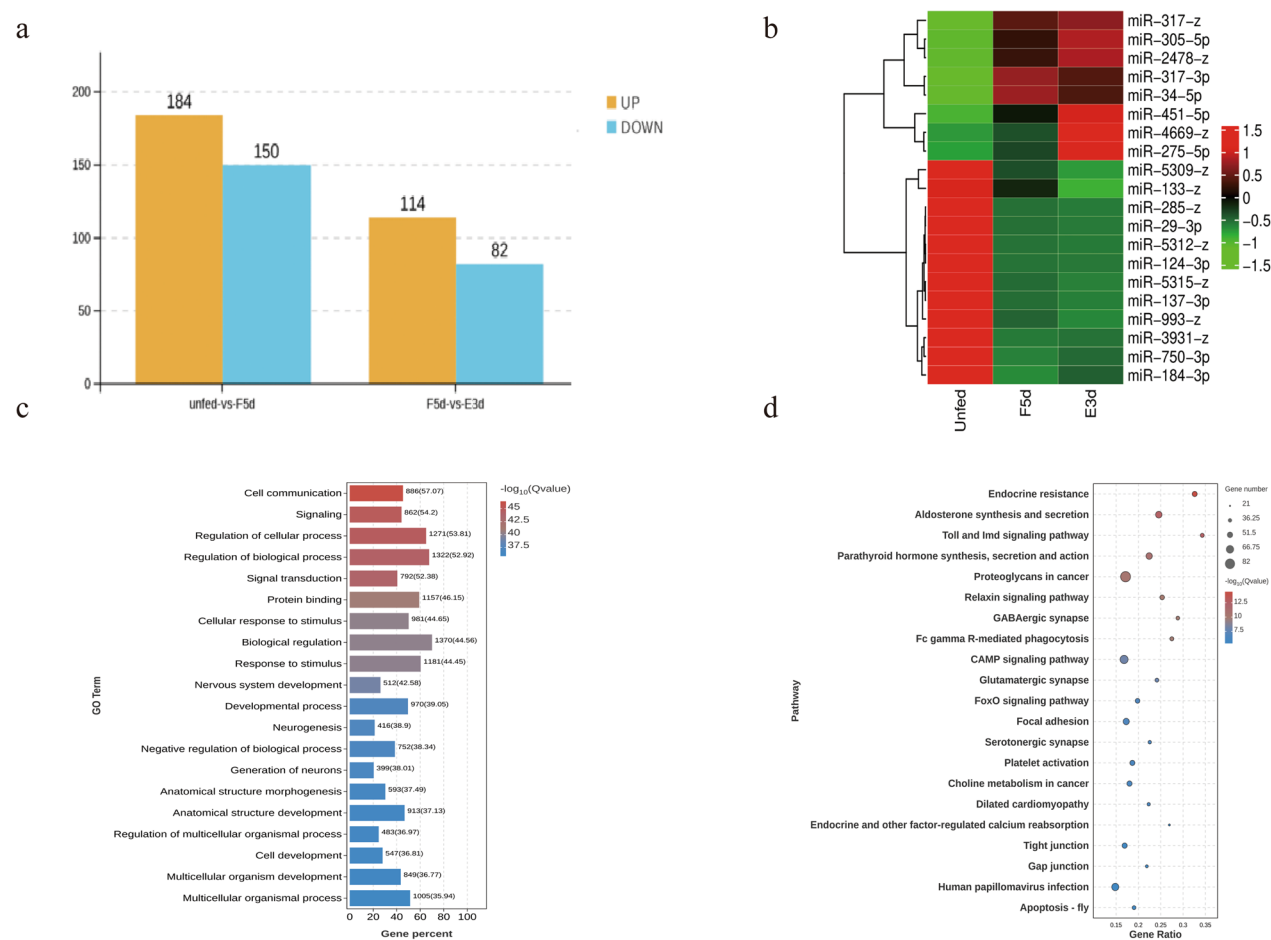 a
200
150
100
50
0
184
150
114
82
unfed-vs-F5d
F5d-vs-E3d
UP
DOWN
b
miR-317-z
miR-305-5p
miR-2478-z
miR-317-3p
miR-34-5p
miR-451-5p
miR-4669-z
miR-275-5p
miR-5309-z
miR-133-z
miR-285-z
miR-29-3p
miR-5312-z
miR-124-3p
miR-5315-z
miR-137-3p
miR-993-z
miR-3931-z
miR-750-3p
miR-184-3p
Unfed
F5d
E3d
1.5
1
0.5
0
-0.5
-1
-1.5
c
GO Term
Cell communication 886(57.07)
Signaling 862(54.2)
Regulation of cellular process 1271(53.81)
Regulation of biological process 1322(52.92)
Signal transduction 792(52.38)
Protein binding 1157(46.15)
Cellular response to stimulus 981(44.65)
Biological regulation 1370(44.56)
Response to stimulus 1181(44.45)
Nervous system development 512(42.58)
Developmental process 970(39.05)
Neurogenesis 416(38.9)
Negative regulation of biological process 752(38.34)
Generation of neurons 399(38.01)
Anatomical structure morphogenesis 593(37.49)
Anatomical structure development 913(37.13)
Regulation of multicellular organismal process 483(36.97)
Cell development 547(36.81)
Multicellular organism development 849(36.77)
Multicellular organismal process 1005(35.94)
0 20 40 60 80 100
Gene percent
-log10(Qvalue)
45
42.5
40
37.5
d
Pathway
Endocrine resistance
Aldosterone synthesis and secretion
Toll and Imd signaling pathway
Parathyroid hormone synthesis, secretion and action
Proteoglycans in cancer
Relaxin signaling pathway
GABAergic synapse
Fc gamma R-mediated phagocytosis
CAMP signaling pathway
Glutamatergic synapse
FoxO signaling pathway
Focal adhesion
Serotonergic synapse
Platelet activation
Choline metabolism in cancer
Dilated cardiomyopathy
Endocrine and other factor-regulated calcium reabsorption
Tight junction
Gap junction
Human papillomavirus infection
Apoptosis - fly
0.15 0.2 0.25 0.3 0.35
Gene Ratio
Gene number
21
36.25
51.5
66.75
82
-log10(Qvalue)
12.5
10
7.5